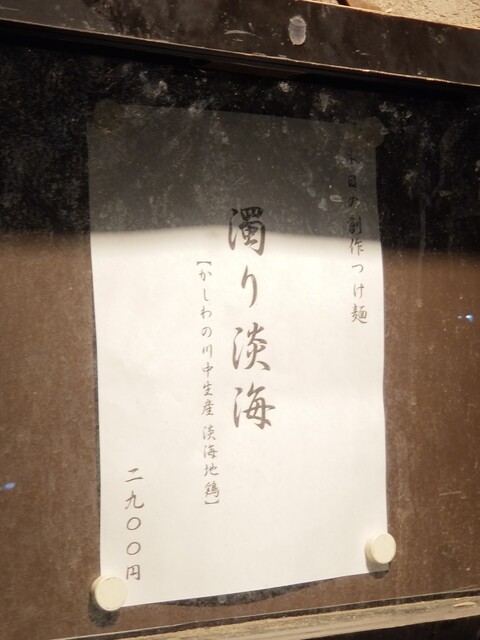 本日の創作つけ麺
濁り淡海
【かしわの川中生産 淡海地鶏】
二九〇〇円